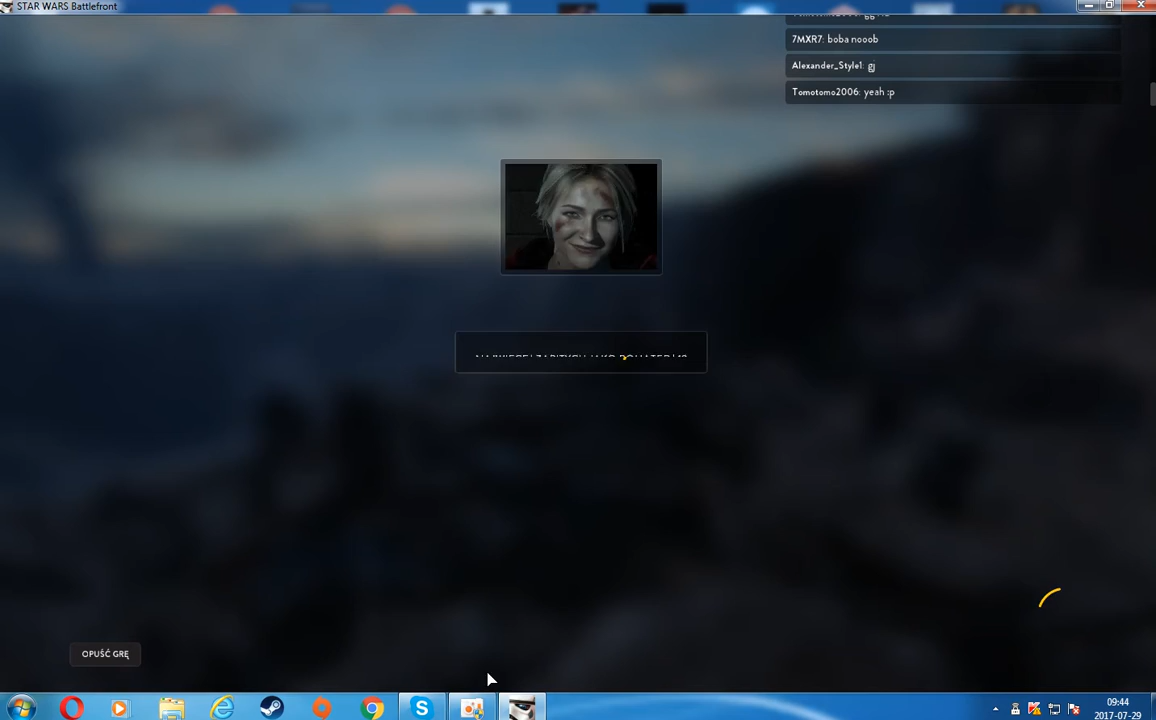 STAR WARS Battlefront
7MXR7: boba nooob
Alexander_Style1: gj
Tomotomo2006: yeah :p
OPUŚĆ GRĘ
09:44
2017-07-29